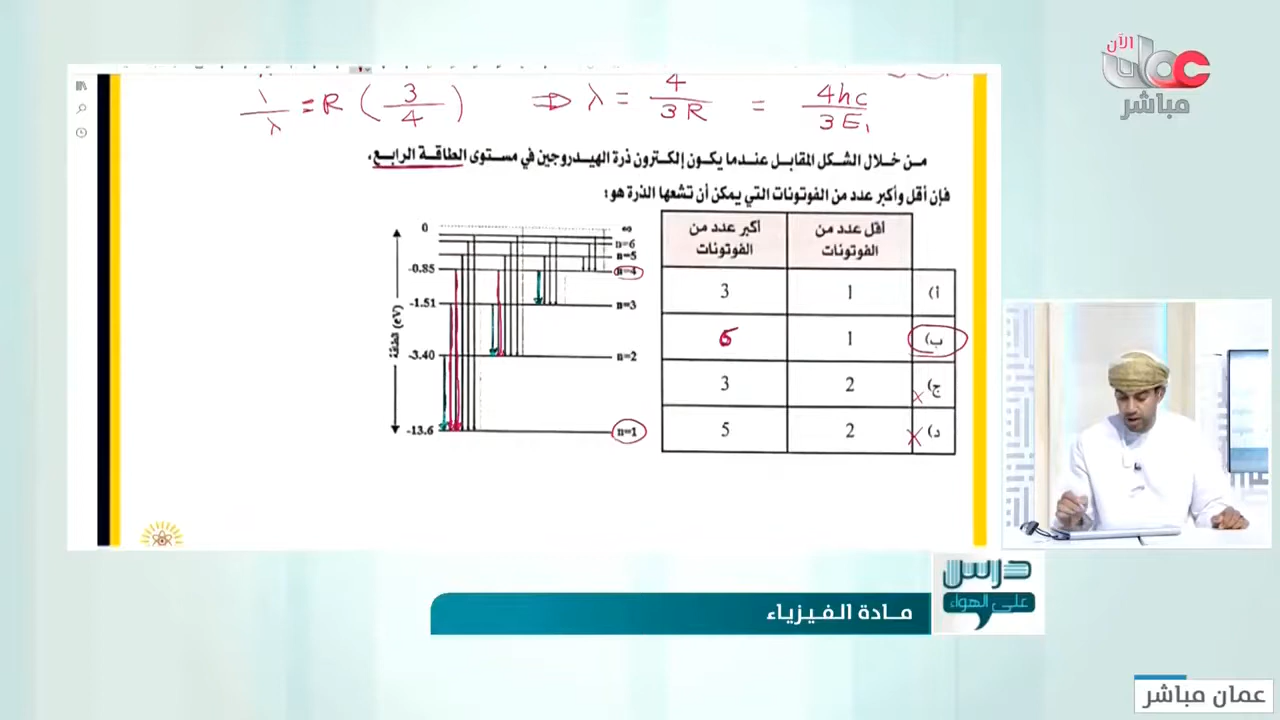 الآن
عمان
مباشر
1/λ = R ( 3/4 ) ⇒ λ = 4/3R = 4hc/3E₁
من خلال الشكل المقابل عندما يكون إلكترون ذرة الهيدروجين في مستوى الطاقة الرابع،
فإن أقل وأكبر عدد من الفوتونات التي يمكن أن تشعها الذرة هو:
أقل عدد من الفوتونات أكبر عدد من الفوتونات
أ) 1 3
ب) 1 6
ج) 2 3
د) 2 5
الطاقة (eV)
0 ∞
n=6
n=5
-0.85 n=4
-1.51 n=3
-3.40 n=2
-13.6 n=1
درس
على الهواء
مادة الفيزياء
عمان مباشر